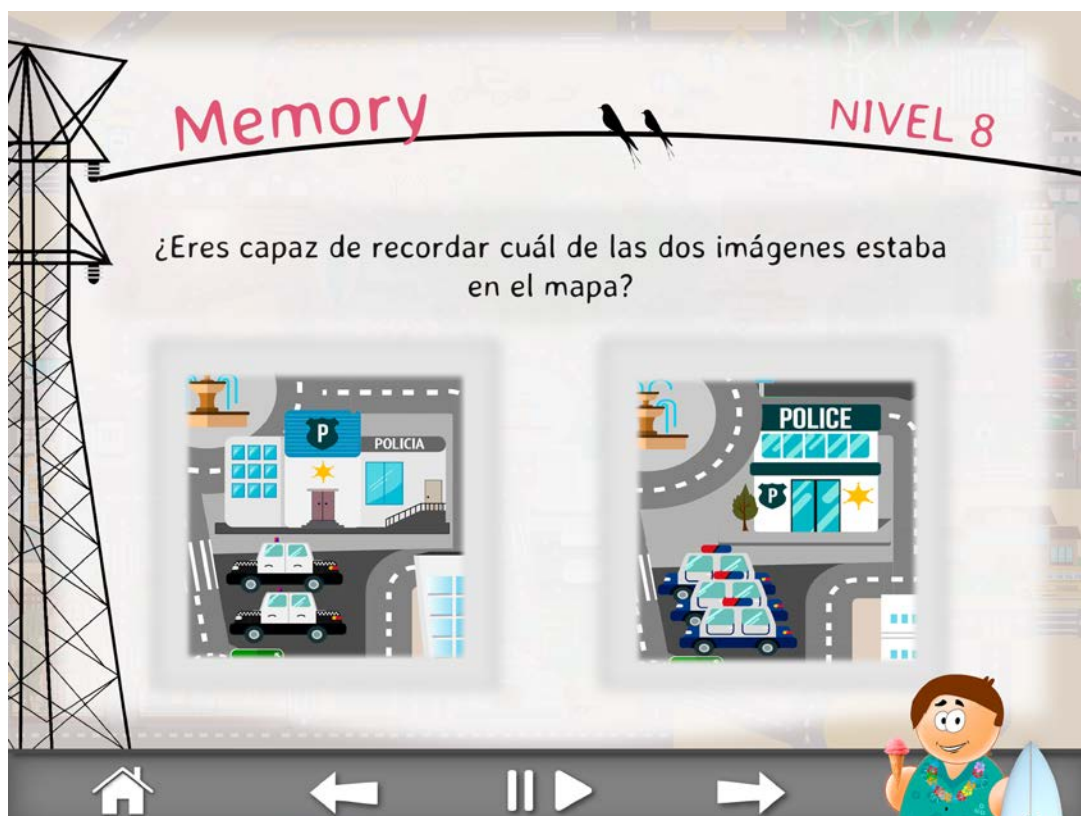 Memory
NIVEL 8
¿Eres capaz de recordar cuál de las dos imágenes estaba
en el mapa?
P
POLICIA
POLICE
P